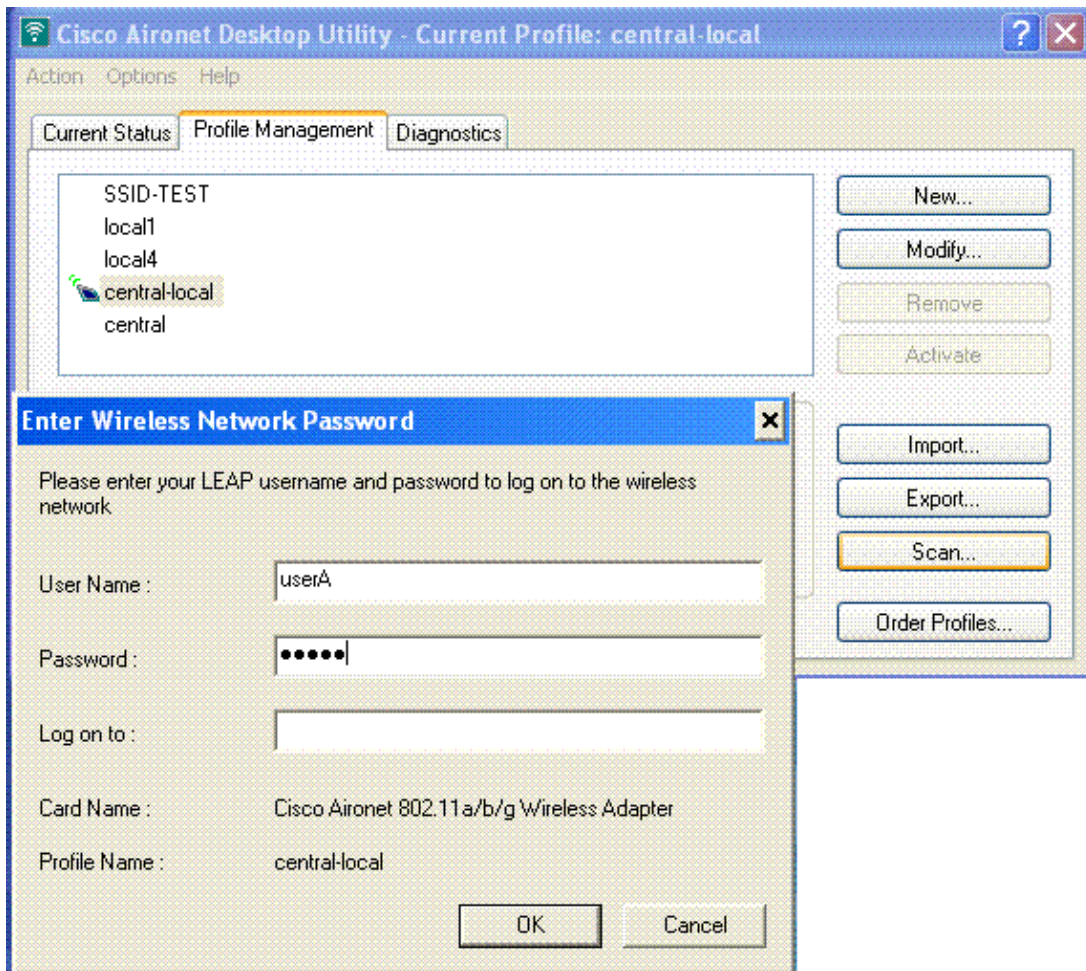 Cisco Aironet Desktop Utility - Current Profile: central-local
Action Options Help
Current Status Profile Management Diagnostics
SSID-TEST
local1
local4
central-local
central
New...
Modify...
Remove
Activate
Import...
Export...
Scan...
Order Profiles...
Enter Wireless Network Password
Please enter your LEAP username and password to log on to the wireless
network
User Name : userA
Password : •••••
Log on to :
Card Name : Cisco Aironet 802.11a/b/g Wireless Adapter
Profile Name : central-local
OK Cancel